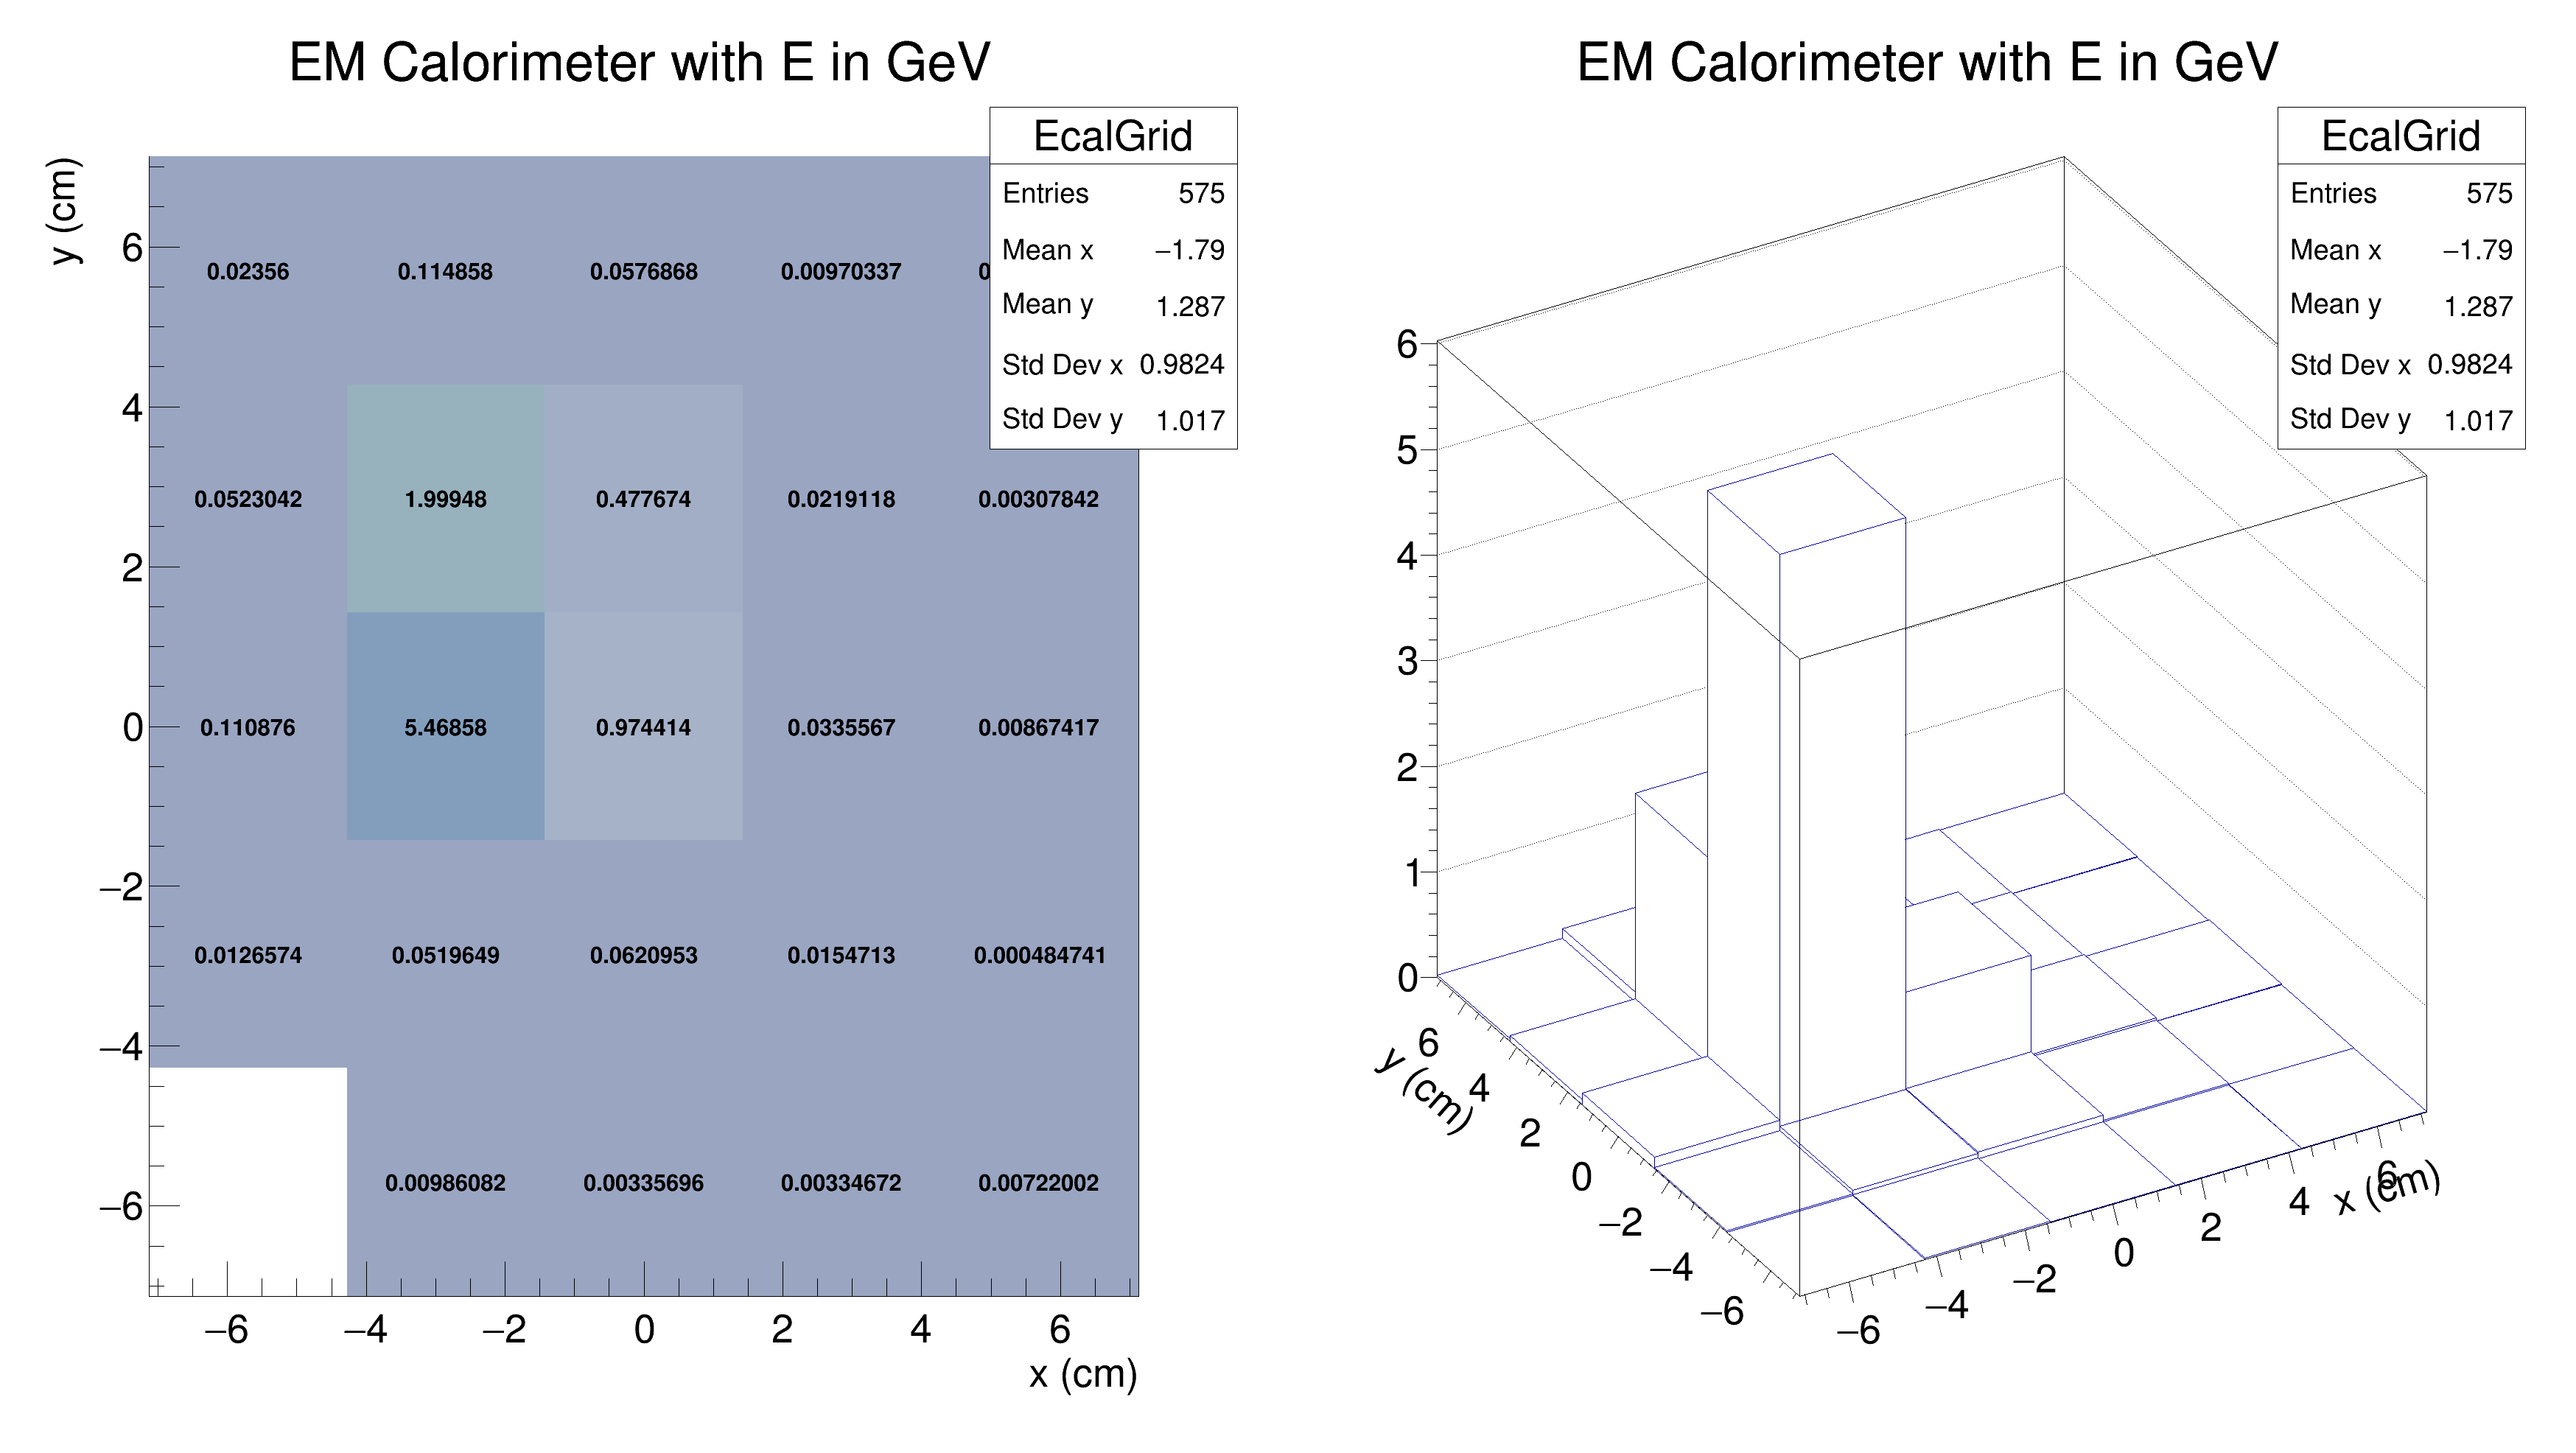 EM Calorimeter with E in GeV
EcalGrid
Entries 575
Mean x −1.79
Mean y 1.287
Std Dev x 0.9824
Std Dev y 1.017
y (cm)
6
4
2
0
−2
−4
−6
0.02356 0.114858 0.0576868 0.00970337
0.0523042 1.99948 0.477674 0.0219118 0.00307842
0.110876 5.46858 0.974414 0.0335567 0.00867417
0.0126574 0.0519649 0.0620953 0.0154713 0.000484741
0.00986082 0.00335696 0.00334672 0.00722002
−6 −4 −2 0 2 4 6
x (cm)
EM Calorimeter with E in GeV
EcalGrid
Entries 575
Mean x −1.79
Mean y 1.287
Std Dev x 0.9824
Std Dev y 1.017
6
5
4
3
2
1
0
y (cm)
6
4
2
0
−2
−4
−6
−6 −4 −2 0 2 4 6
x (cm)